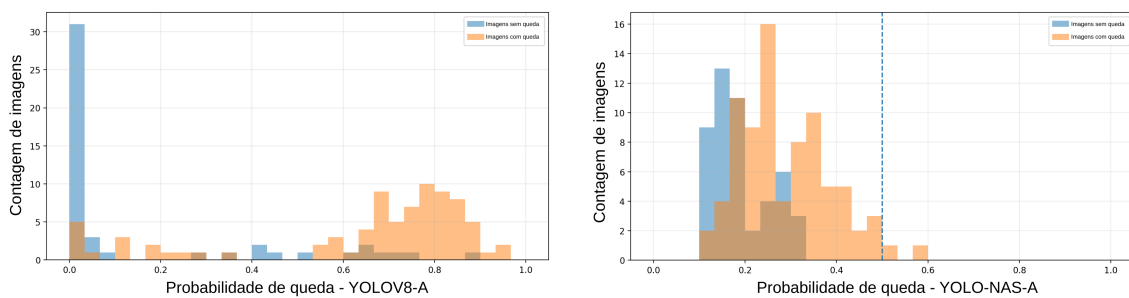 Imagens sem queda
Imagens com queda
30
25
20
15
10
5
0
0.0 0.2 0.4 0.6 0.8 1.0
Contagem de imagens
Probabilidade de queda - YOLOV8-A
Imagens sem queda
Imagens com queda
16
14
12
10
8
6
4
2
0
0.0 0.2 0.4 0.6 0.8 1.0
Contagem de imagens
Probabilidade de queda - YOLO-NAS-A